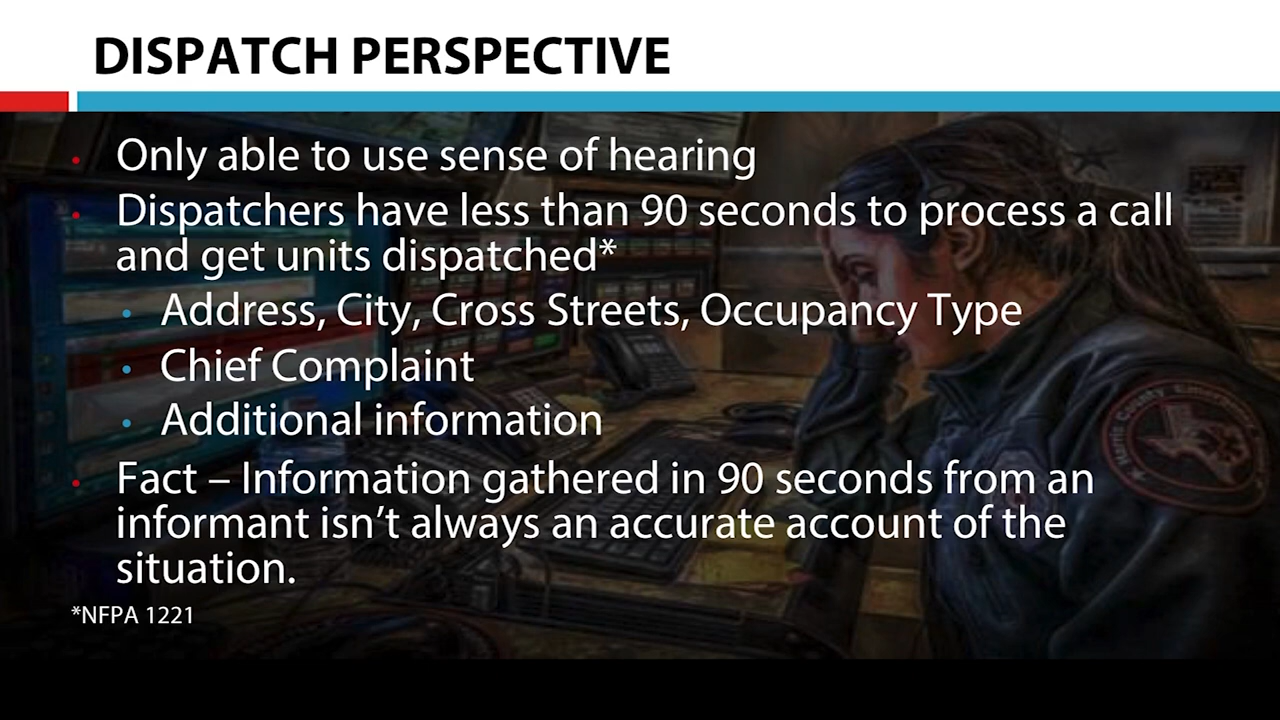 DISPATCH PERSPECTIVE
• Only able to use sense of hearing
• Dispatchers have less than 90 seconds to process a call
and get units dispatched*
• Address, City, Cross Streets, Occupancy Type
• Chief Complaint
• Additional information
• Fact – Information gathered in 90 seconds from an
informant isn’t always an accurate account of the
situation.
*NFPA 1221
Harris County